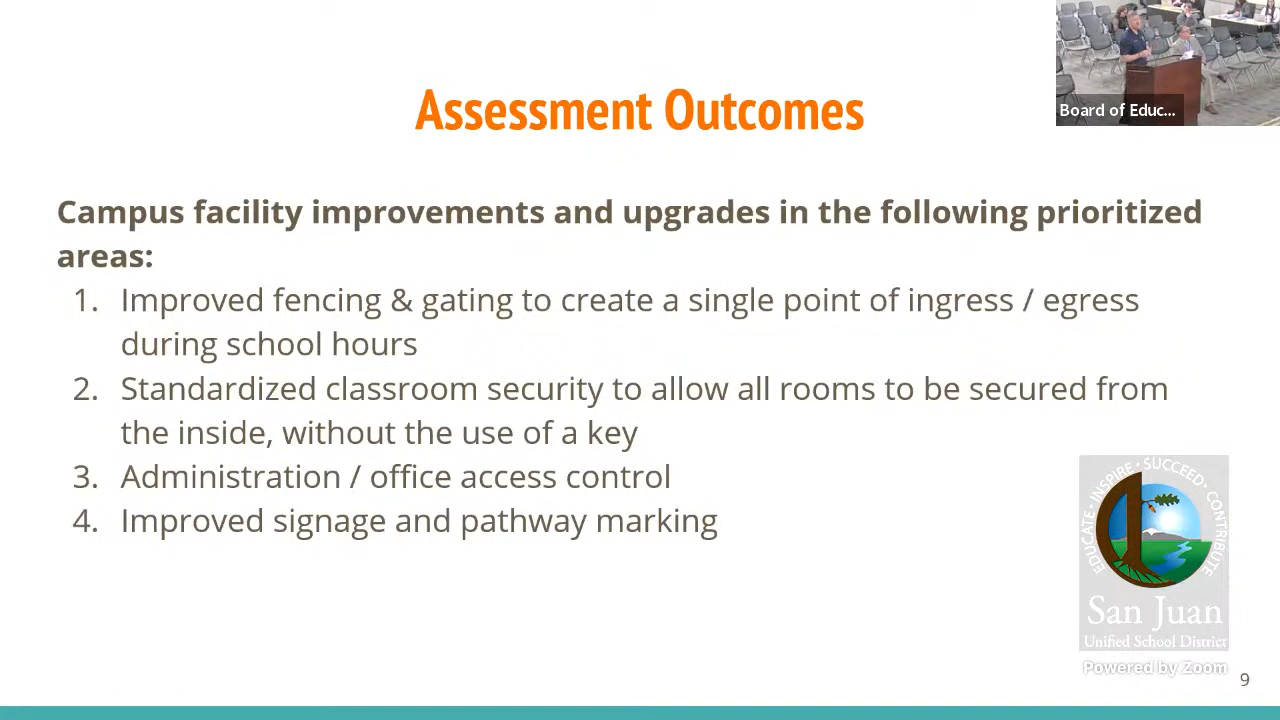 Board of Educ...
Assessment Outcomes
Campus facility improvements and upgrades in the following prioritized
areas:
1. Improved fencing & gating to create a single point of ingress / egress
during school hours
2. Standardized classroom security to allow all rooms to be secured from
the inside, without the use of a key
3. Administration / office access control
4. Improved signage and pathway marking
EDUCATE · INSPIRE · SUCCEED · CONTRIBUTE
San Juan
Unified School District
Powered by Zoom
9